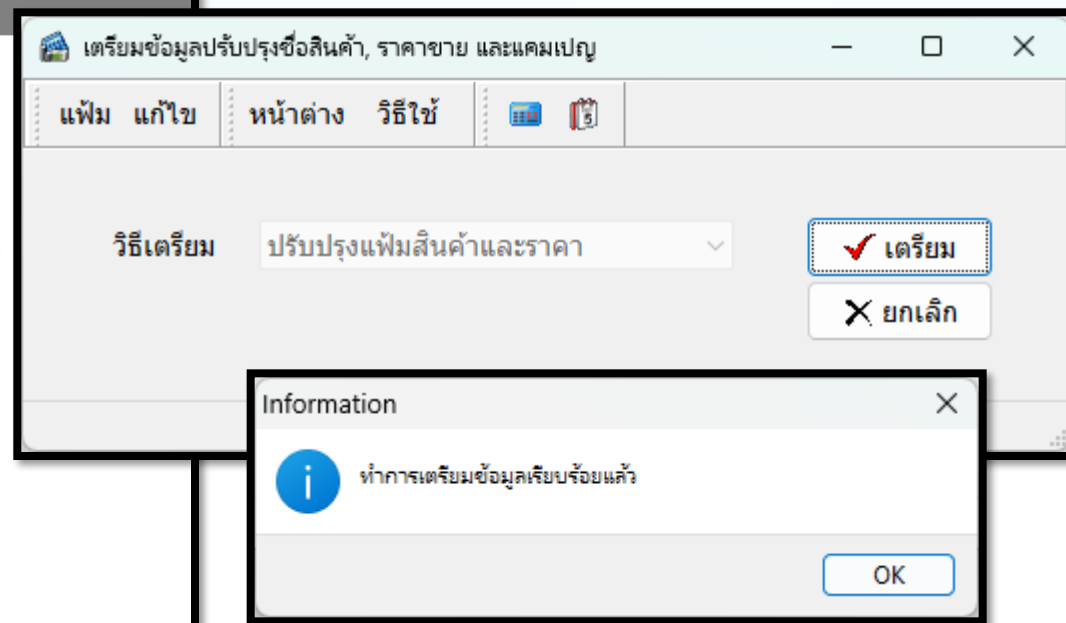 เตรียมข้อมูลปรับปรุงชื่อสินค้า, ราคาขาย และแคมเปญ
แฟ้ม แก้ไข หน้าต่าง วิธีใช้ 5
วิธีเตรียม ปรับปรุงแฟ้มสินค้าและราคา เตรียม
ยกเลิก
Information
ทำการเตรียมข้อมูลเรียบร้อยแล้ว
OK